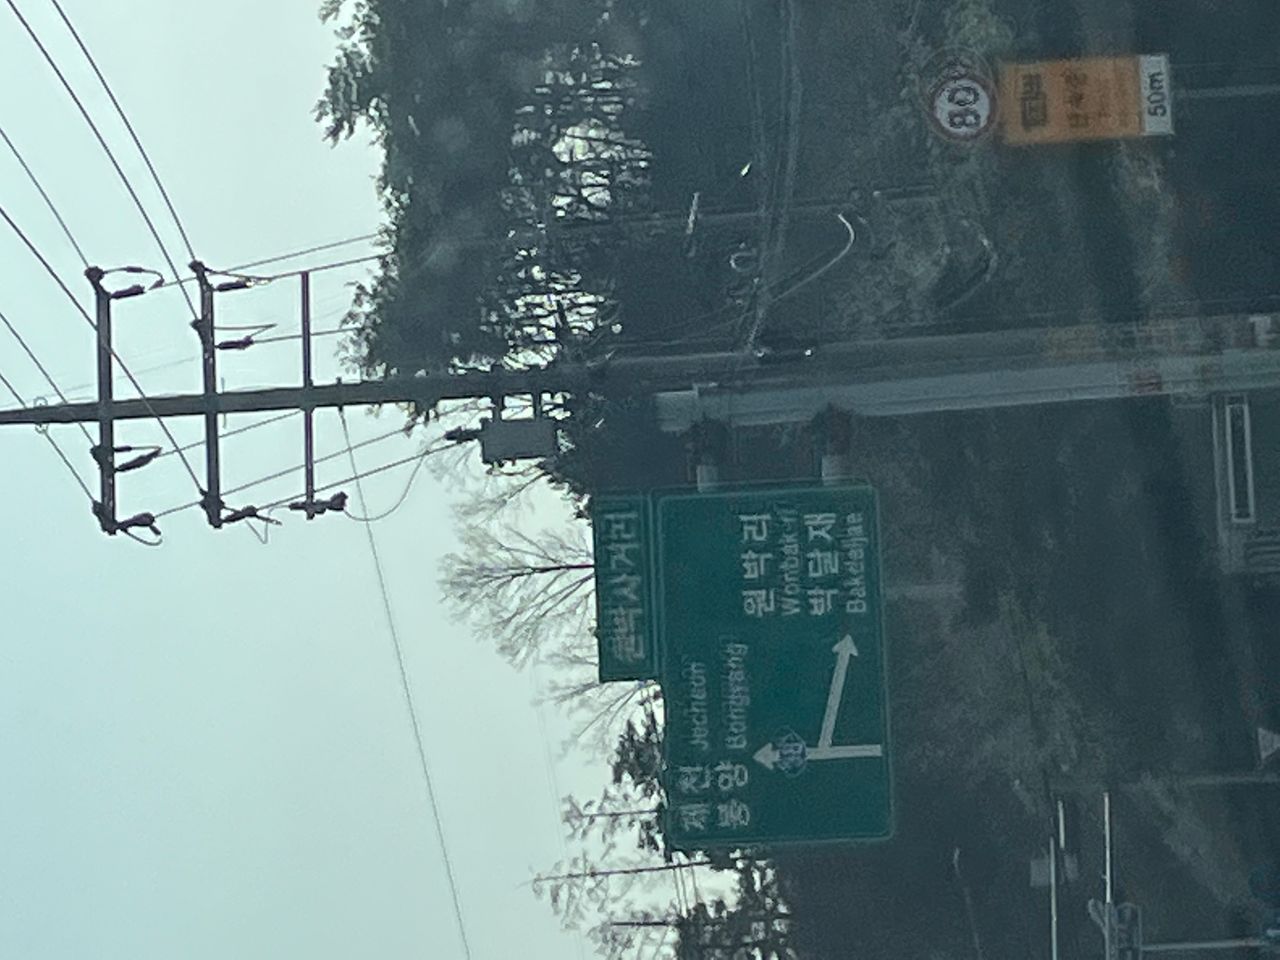 원박사거리
제천 Jecheon
봉양 Bongyang
38
원박리
Wonbak-ri
박달재
Bakdaljae
80
50m